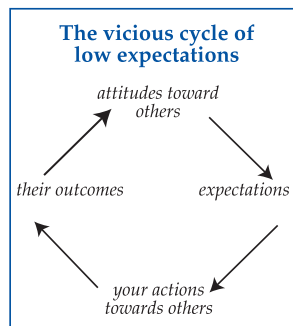 The vicious cycle of
low expectations
attitudes toward
others
their outcomes
expectations
your actions
towards others